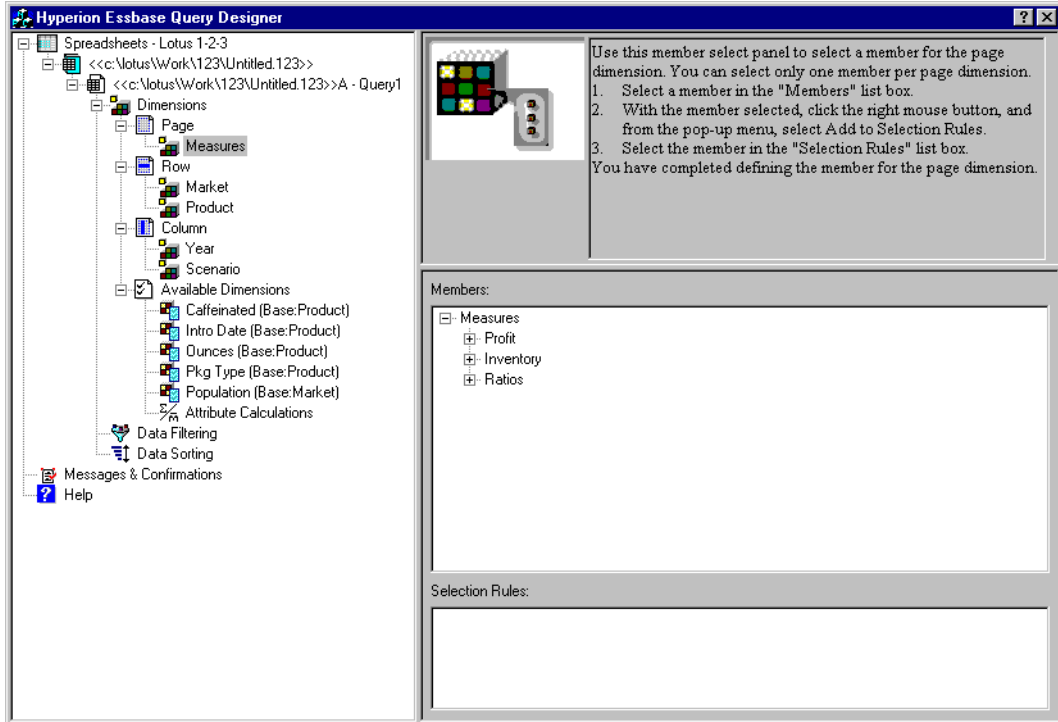 Hyperion Essbase Query Designer
Spreadsheets - Lotus 1-2-3
<<c:\lotus\Work\123\Untitled.123>>
<<c:\lotus\Work\123\Untitled.123>>A - Query1
Dimensions
Page
Measures
Row
Market
Product
Column
Year
Scenario
Available Dimensions
Caffeinated (Base:Product)
Intro Date (Base:Product)
Ounces (Base:Product)
Pkg Type (Base:Product)
Population (Base:Market)
Attribute Calculations
Data Filtering
Data Sorting
Messages & Confirmations
Help
Use this member select panel to select a member for the page
dimension. You can select only one member per page dimension.
1. Select a member in the "Members" list box.
2. With the member selected, click the right mouse button, and
from the pop-up menu, select Add to Selection Rules.
3. Select the member in the "Selection Rules" list box.
You have completed defining the member for the page dimension.
Members:
Measures
Profit
Inventory
Ratios
Selection Rules: